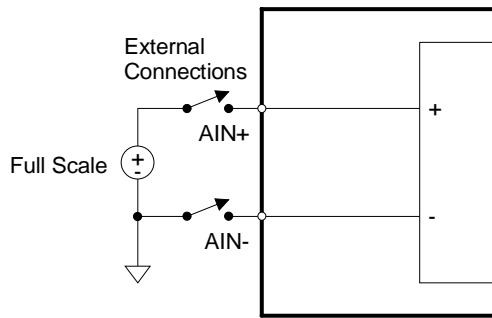 External
Connections
AIN+
+
Full Scale
+
-
-
AIN-